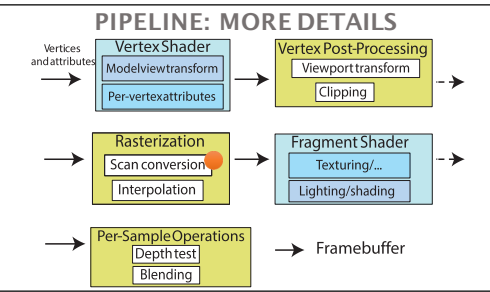 PIPELINE: MORE DETAILS
Vertices
and attributes
Vertex Shader
Modelview transform
Per-vertex attributes
Vertex Post-Processing
Viewport transform
Clipping
Rasterization
Scan conversion
Interpolation
Fragment Shader
Texturing/...
Lighting/shading
Per-Sample Operations
Depth test
Blending
Framebuffer